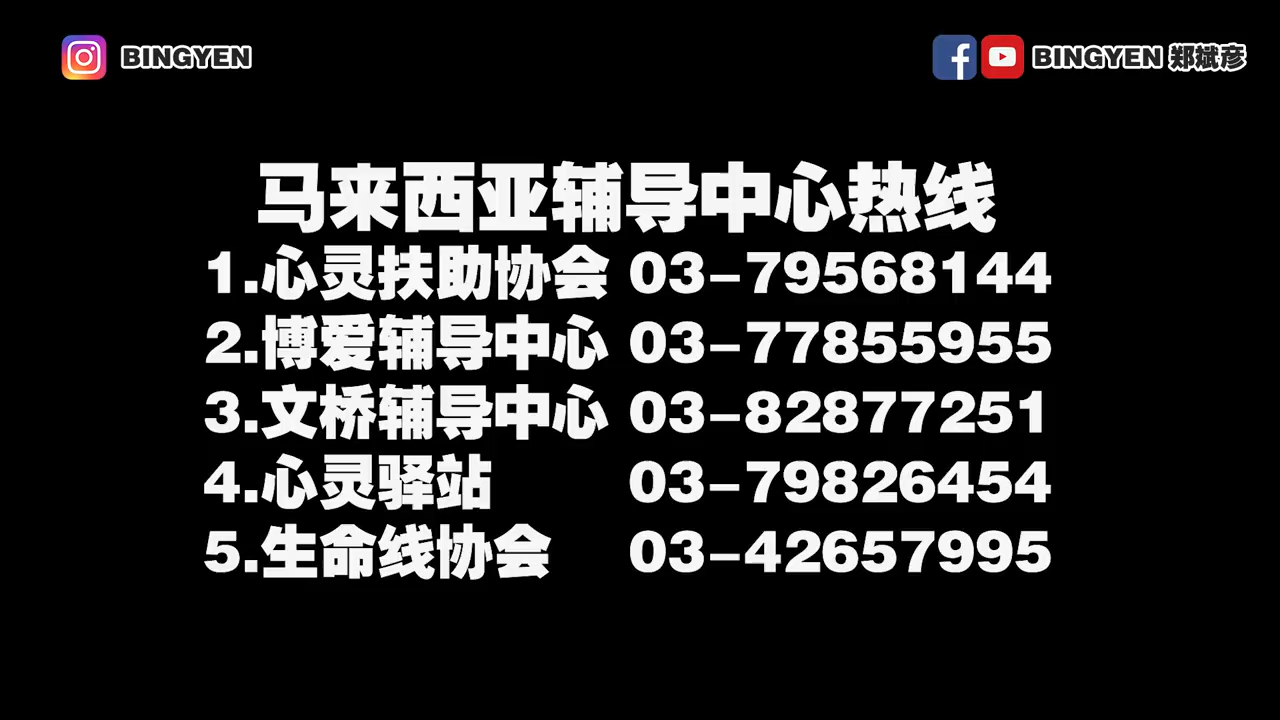 BINGYEN
BINGYEN 郑斌彦
马来西亚辅导中心热线
1.心灵扶助协会 03-79568144
2.博爱辅导中心 03-77855955
3.文桥辅导中心 03-82877251
4.心灵驿站 03-79826454
5.生命线协会 03-42657995